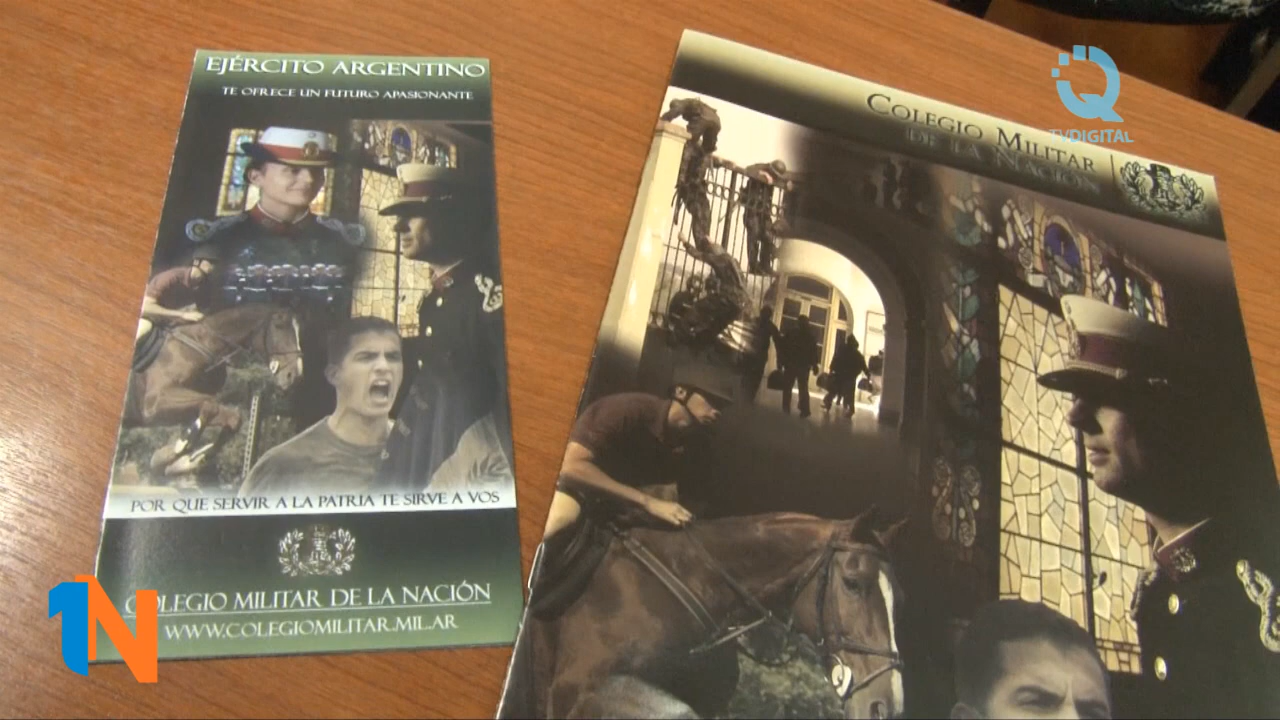 EJÉRCITO ARGENTINO
TE OFRECE UN FUTURO APASIONANTE
POR QUE SERVIR A LA PATRIA TE SIRVE A VOS
COLEGIO MILITAR DE LA NACIÓN
WWW.COLEGIOMILITAR.MIL.AR
COLEGIO MILITAR
DE LA NACIÓN
Q
TVDIGITAL
1N